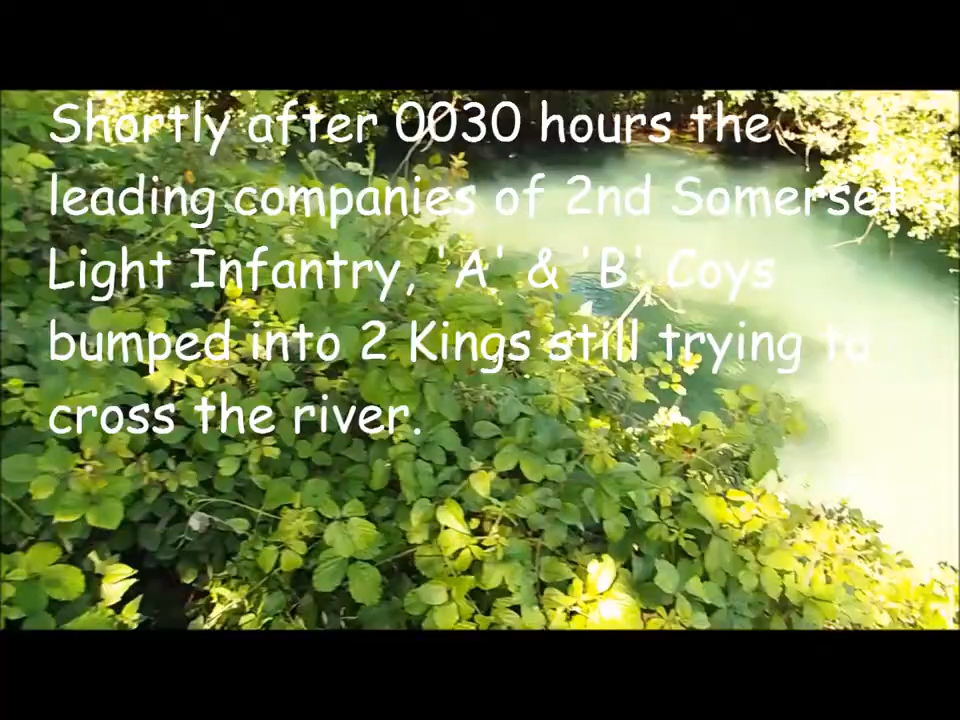 Shortly after 0030 hours the
leading companies of 2nd Somerset
Light Infantry, 'A' & 'B' Coys
bumped into 2 Kings still trying to
cross the river.